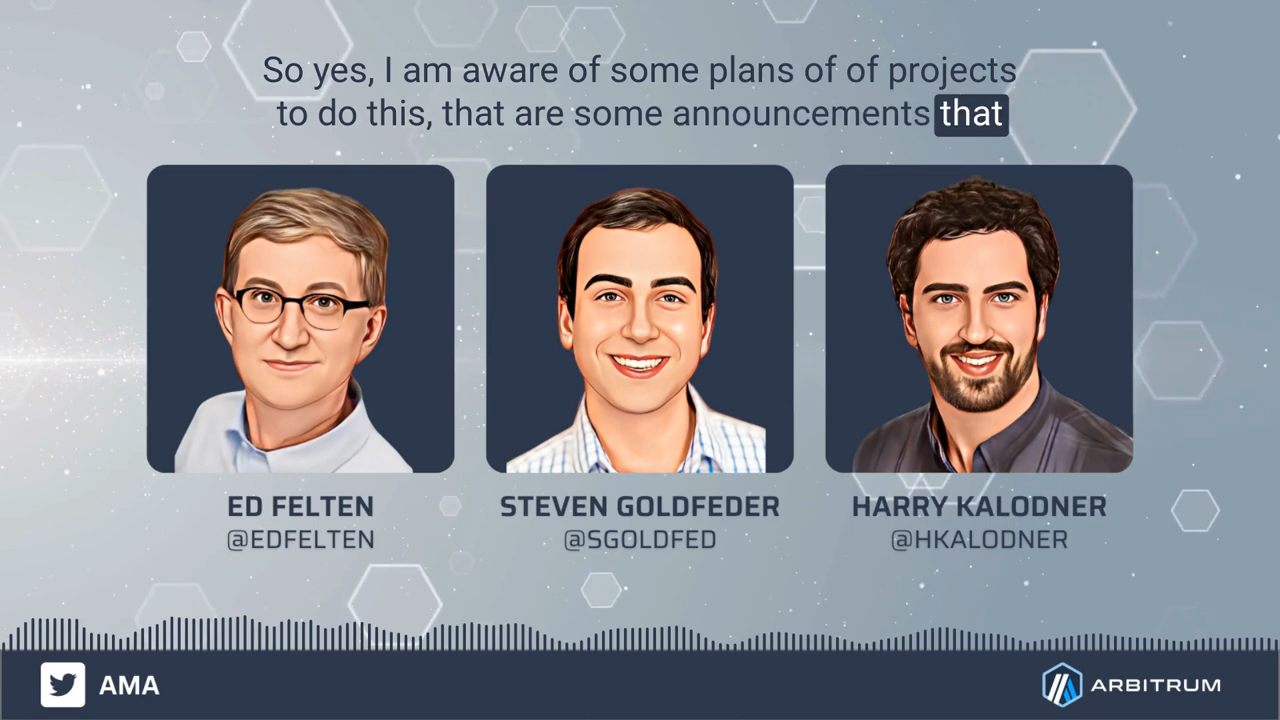 So yes, I am aware of some plans of of projects
to do this, that are some announcements that
ED FELTEN
@EDFELTEN
STEVEN GOLDFEDER
@SGOLDFED
HARRY KALODNER
@HKALODNER
AMA
ARBITRUM